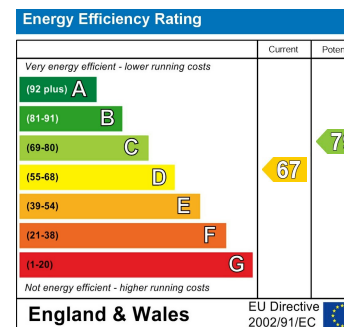 Energy Efficiency Rating
Current
Very energy efficient - lower running costs
(92 plus) A
(81-91) B
(69-80) C
(55-68) D
67
(39-54) E
(21-38) F
(1-20) G
Not energy efficient - higher running costs
England & Wales
EU Directive
2002/91/EC